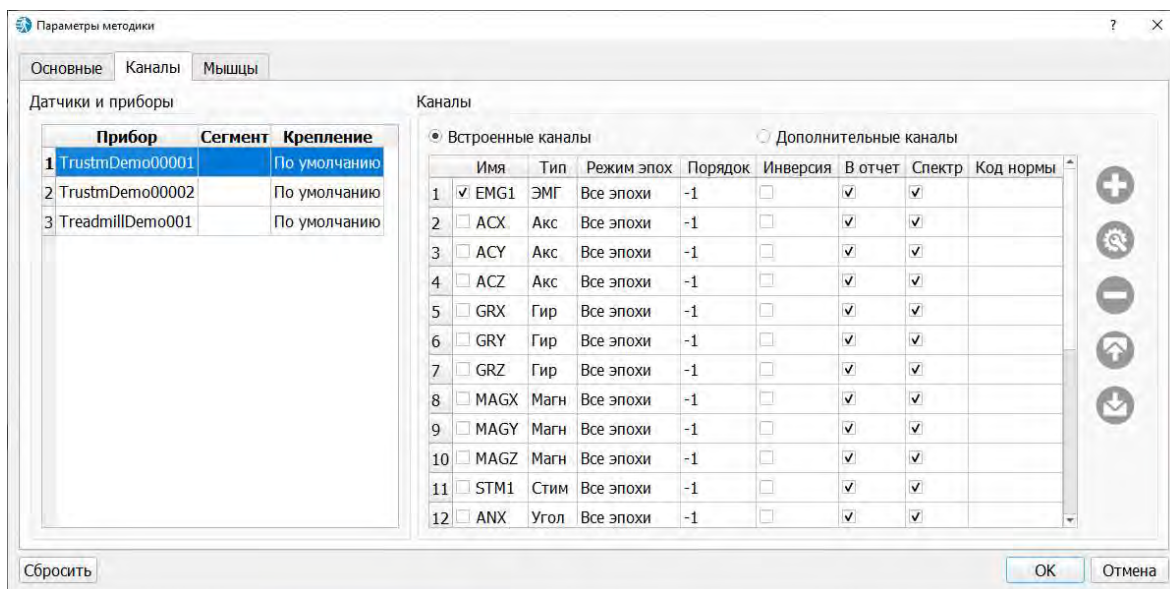 Параметры методики ? ×
Основные Каналы Мышцы
Датчики и приборы
Прибор Сегмент Крепление
1 TrustmDemo00001 По умолчанию
2 TrustmDemo00002 По умолчанию
3 TreadmillDemo001 По умолчанию
Каналы
Встроенные каналы Дополнительные каналы
Имя Тип Режим эпох Порядок Инверсия В отчет Спектр Код нормы
1 EMG1 ЭМГ Все эпохи -1
2 ACX Акс Все эпохи -1
3 ACY Акс Все эпохи -1
4 ACZ Акс Все эпохи -1
5 GRX Гир Все эпохи -1
6 GRY Гир Все эпохи -1
7 GRZ Гир Все эпохи -1
8 MAGX Магн Все эпохи -1
9 MAGY Магн Все эпохи -1
10 MAGZ Магн Все эпохи -1
11 STM1 Стим Все эпохи -1
12 ANX Угол Все эпохи -1
Сбросить OK Отмена